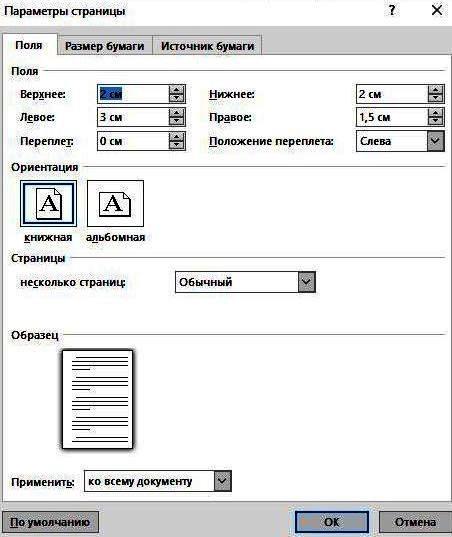 Параметры страницы ? ×
Поля Размер бумаги Источник бумаги
Поля
Верхнее: 2 см Нижнее: 2 см
Левое: 3 см Правое: 1,5 см
Переплет: 0 см Положение переплета: Слева
Ориентация
A A
книжная альбомная
Страницы
несколько страниц: Обычный
Образец
Применить: ко всему документу
По умолчанию ОК Отмена